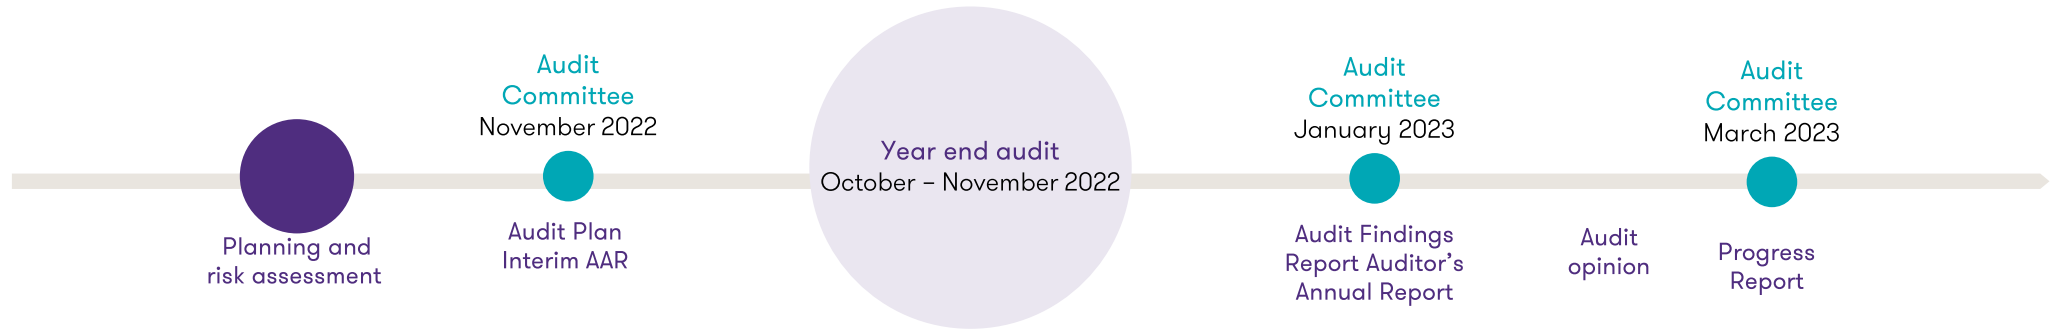 Planning and
risk assessment
Audit
Committee
November 2022
Audit Plan
Interim AAR
Year end audit
October – November 2022
Audit
Committee
January 2023
Audit Findings
Report Auditor’s
Annual Report
Audit
opinion
Audit
Committee
March 2023
Progress
Report